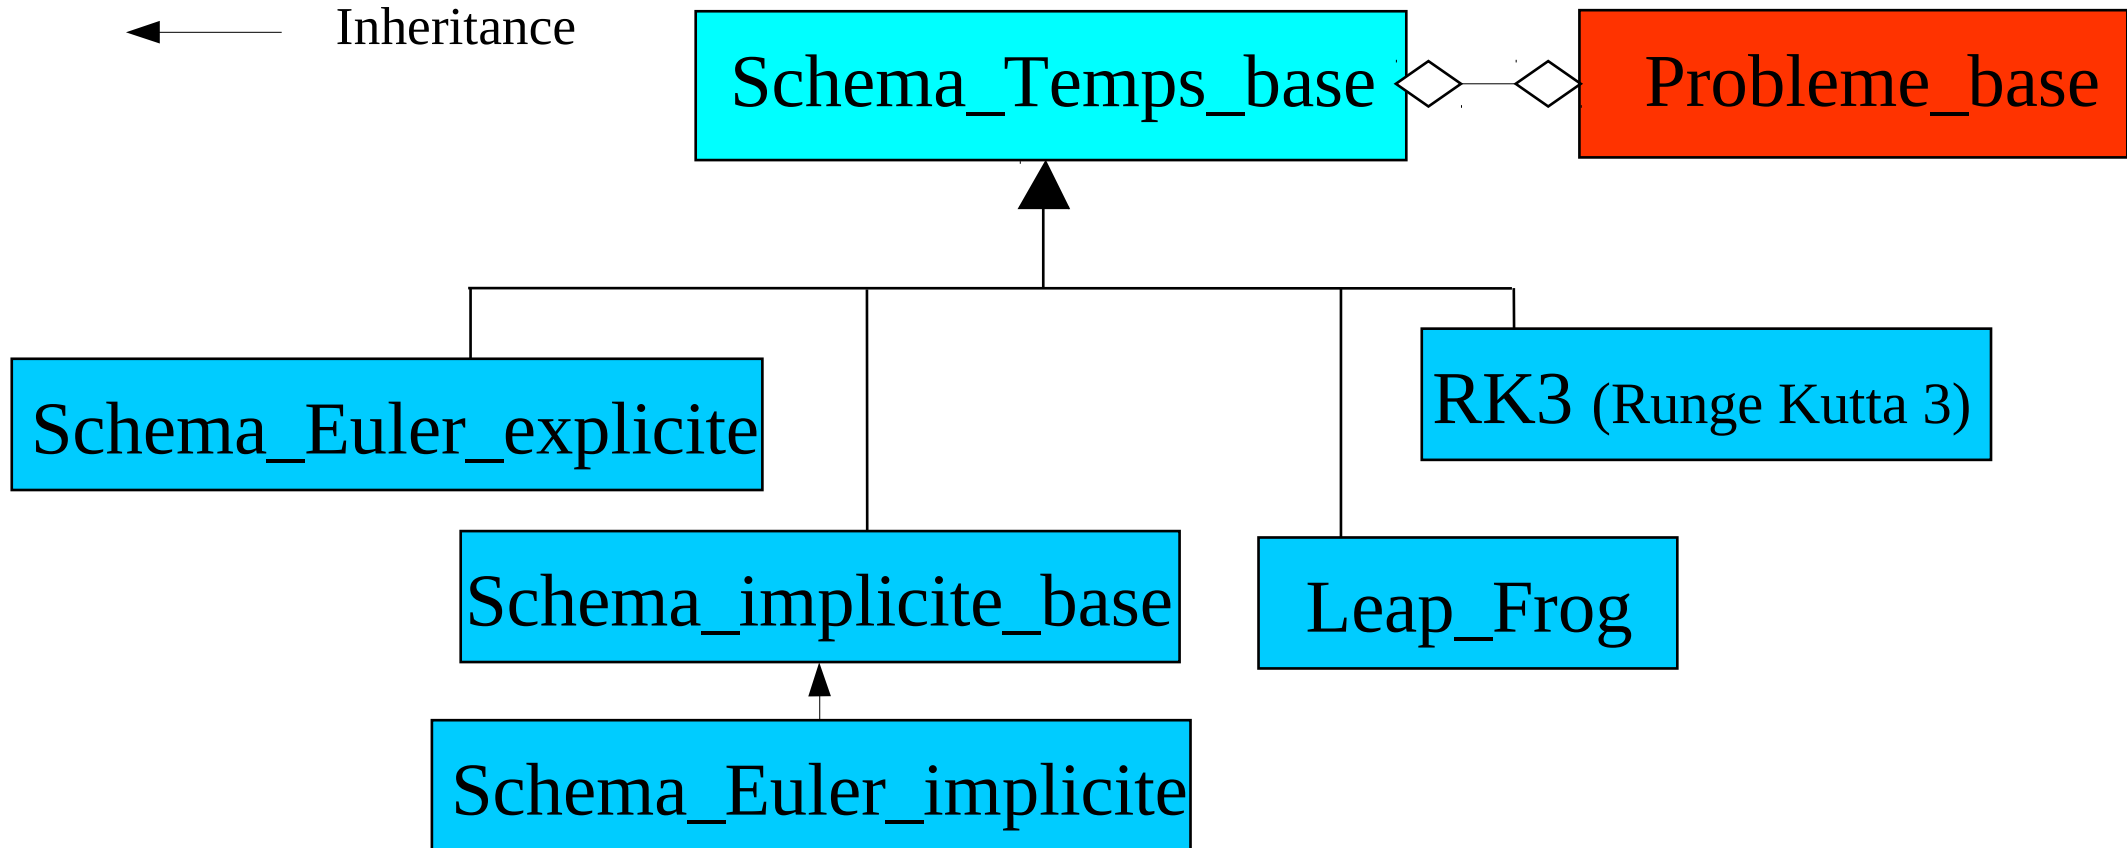 Inheritance
Schema_Temps_base
Probleme_base
Schema_Euler_explicite
RK3 (Runge Kutta 3)
Schema_implicite_base
Leap_Frog
Schema_Euler_implicite